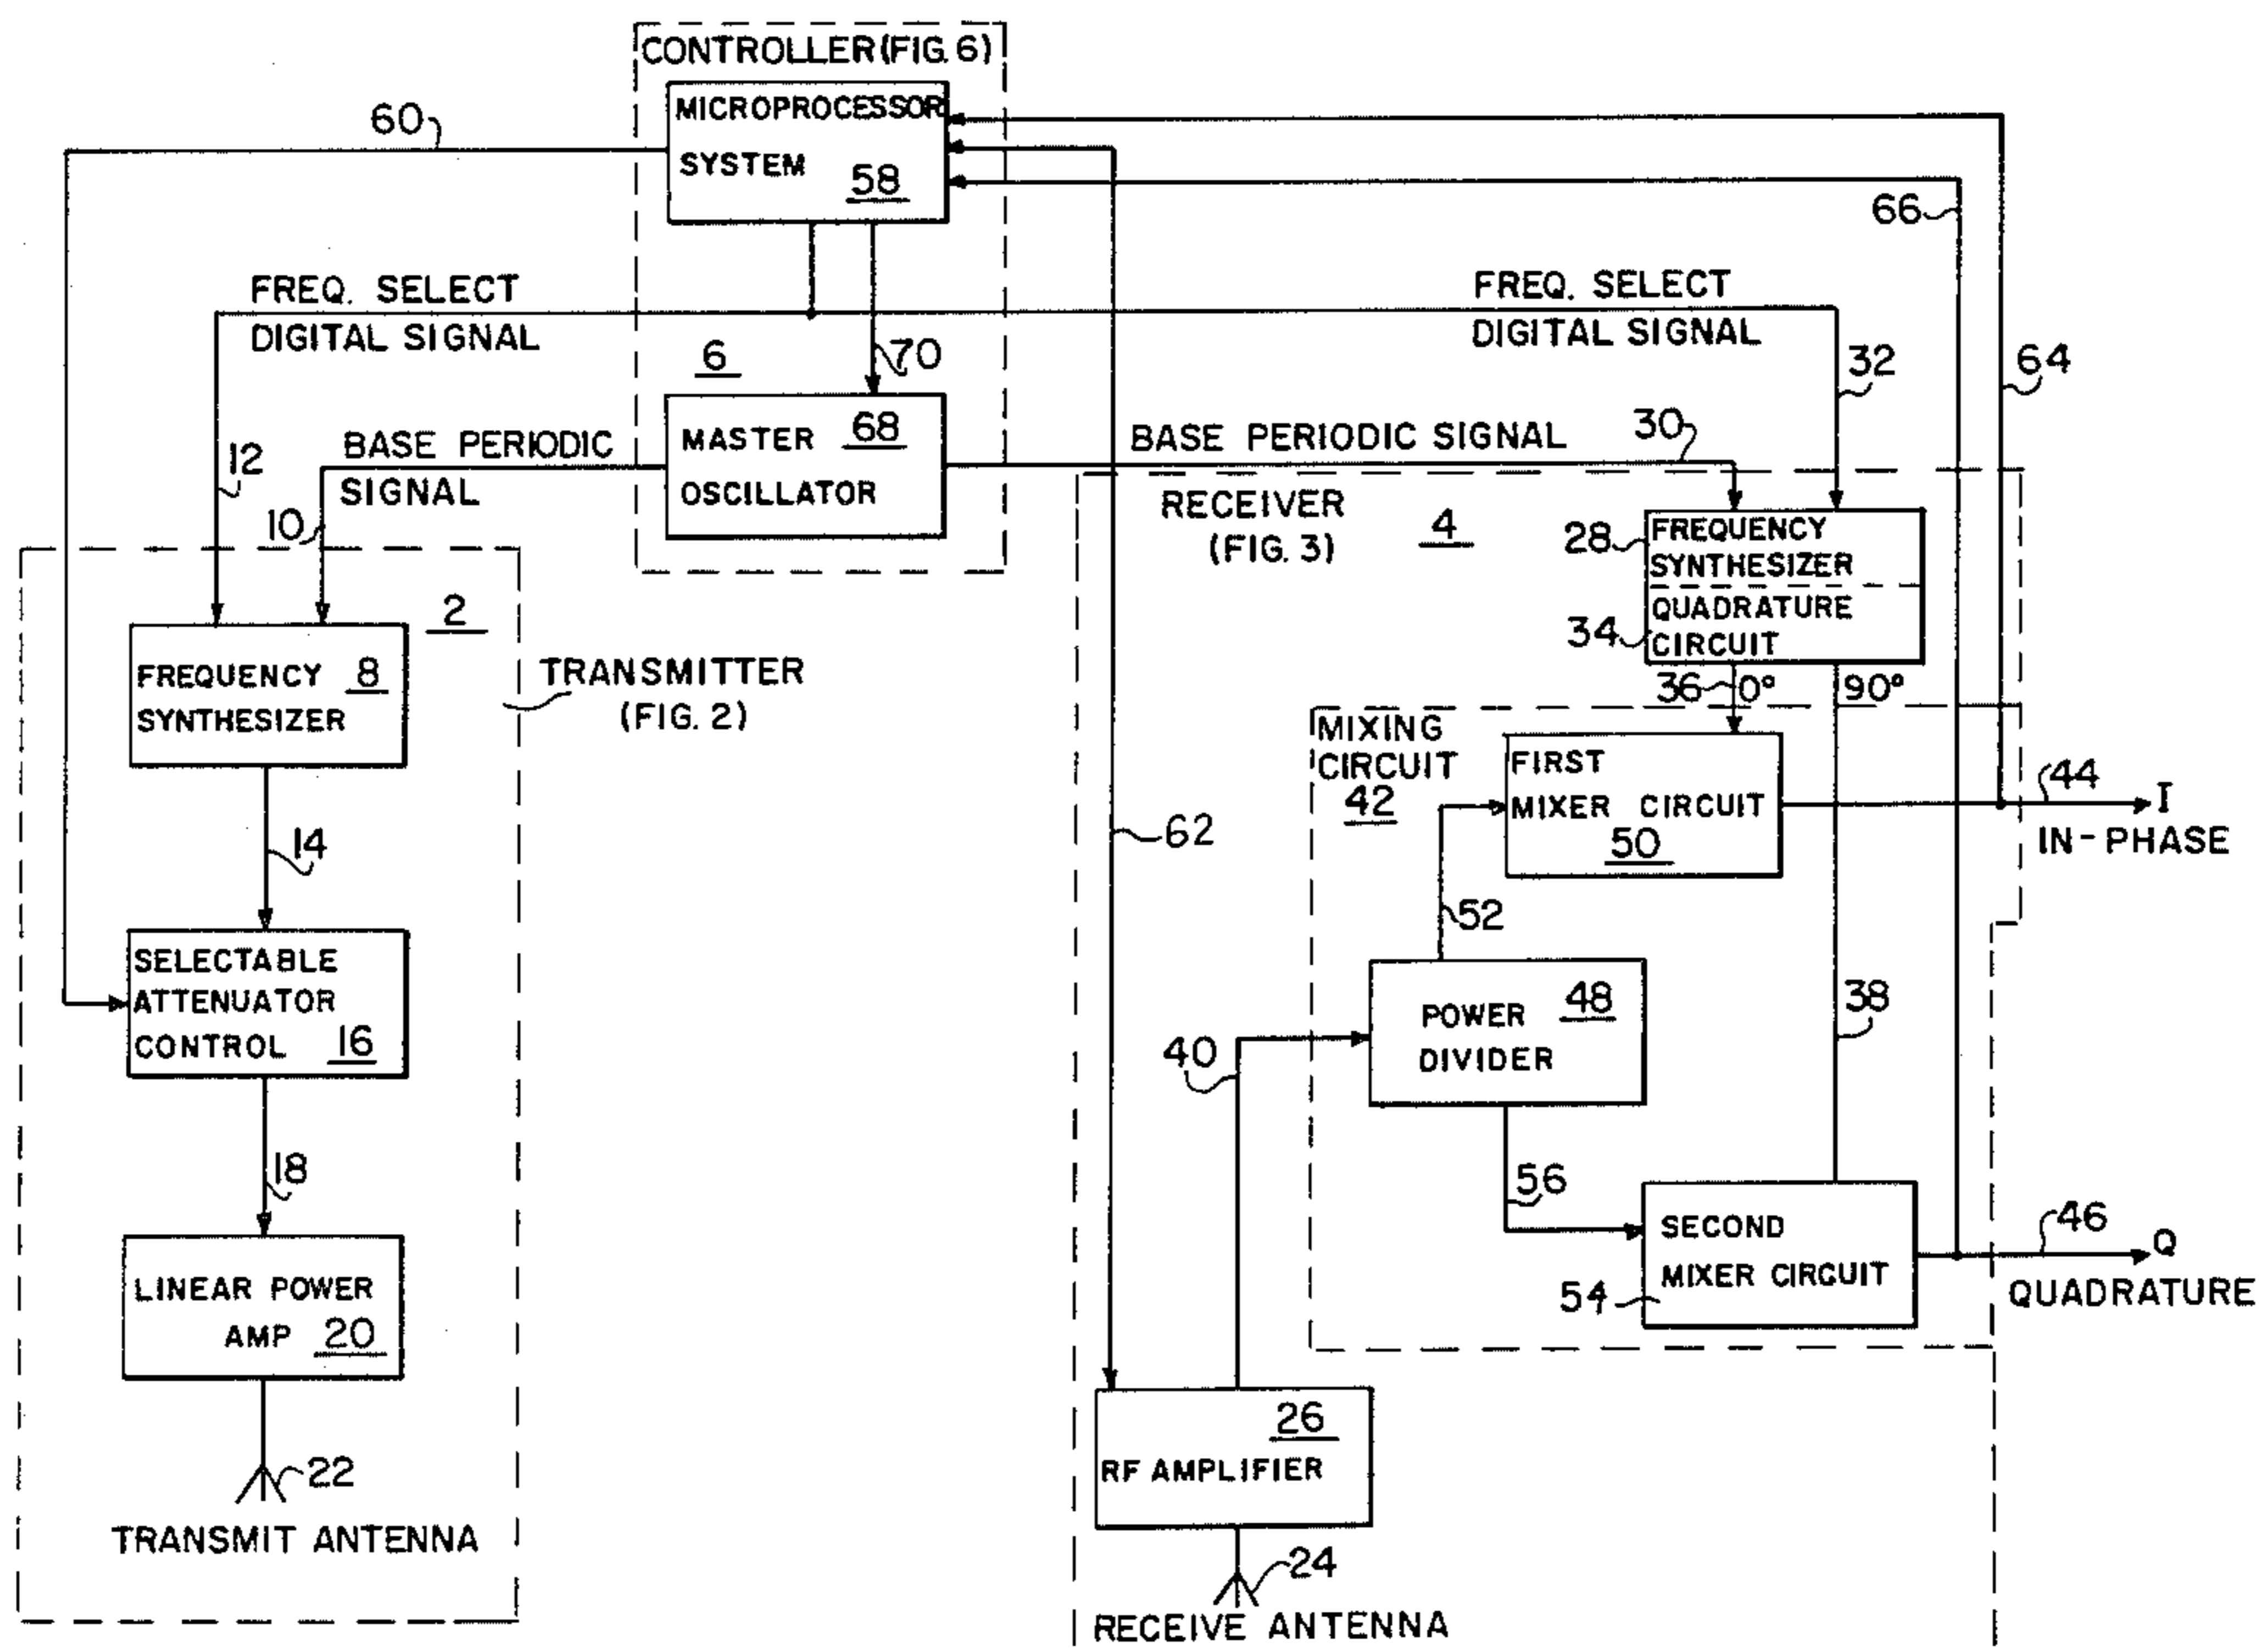 CONTROLLER (FIG. 6)
MICROPROCESSOR
SYSTEM
58
60
66
FREQ. SELECT
DIGITAL SIGNAL
FREQ. SELECT
DIGITAL SIGNAL
6
70
32
64
MASTER 68
OSCILLATOR
12
BASE PERIODIC
SIGNAL
10
BASE PERIODIC SIGNAL
30
RECEIVER
(FIG. 3)
4
28
FREQUENCY
SYNTHESIZER
QUADRATURE
CIRCUIT
34
2
TRANSMITTER
(FIG. 2)
FREQUENCY 8
SYNTHESIZER
36
0°
90°
MIXING
CIRCUIT
42
FIRST
MIXER CIRCUIT
50
44
I
IN-PHASE
14
62
52
SELECTABLE
ATTENUATOR
CONTROL 16
POWER 48
DIVIDER
38
40
18
56
SECOND
MIXER CIRCUIT
54
46
Q
QUADRATURE
LINEAR POWER
AMP 20
26
RF AMPLIFIER
22
TRANSMIT ANTENNA
24
RECEIVE ANTENNA